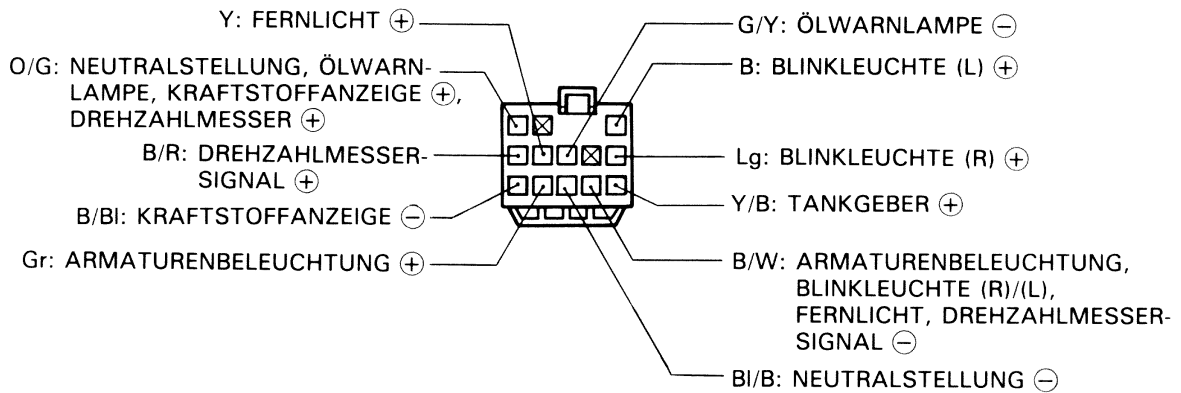 Y: FERNLICHT ⊕
O/G: NEUTRALSTELLUNG, ÖLWARN-
LAMPE, KRAFTSTOFFANZEIGE ⊕,
DREHZAHLMESSER ⊕
B/R: DREHZAHLMESSER-
SIGNAL ⊕
B/Bl: KRAFTSTOFFANZEIGE ⊖
Gr: ARMATURENBELEUCHTUNG ⊕
G/Y: ÖLWARNLAMPE ⊖
B: BLINKLEUCHTE (L) ⊕
Lg: BLINKLEUCHTE (R) ⊕
Y/B: TANKGEBER ⊕
B/W: ARMATURENBELEUCHTUNG,
BLINKLEUCHTE (R)/(L),
FERNLICHT, DREHZAHLMESSER-
SIGNAL ⊖
Bl/B: NEUTRALSTELLUNG ⊖